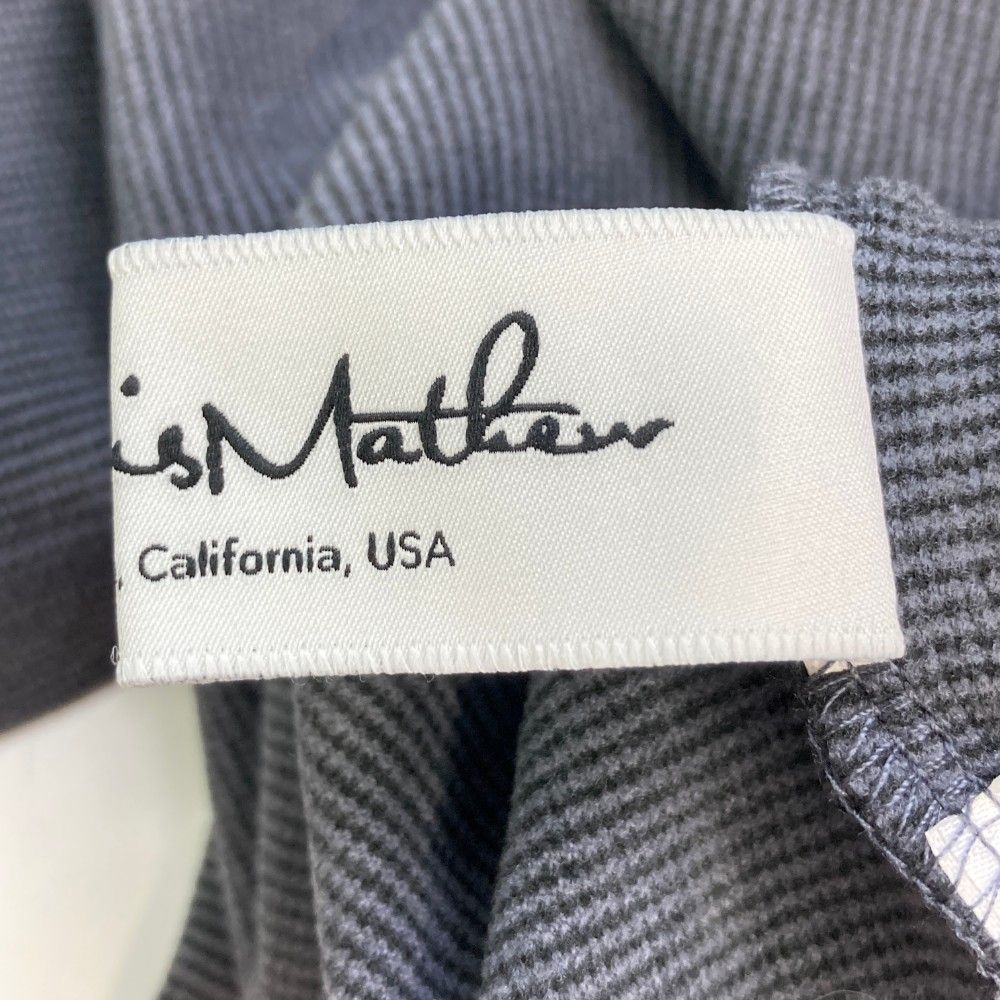 isMathew
, California, USA